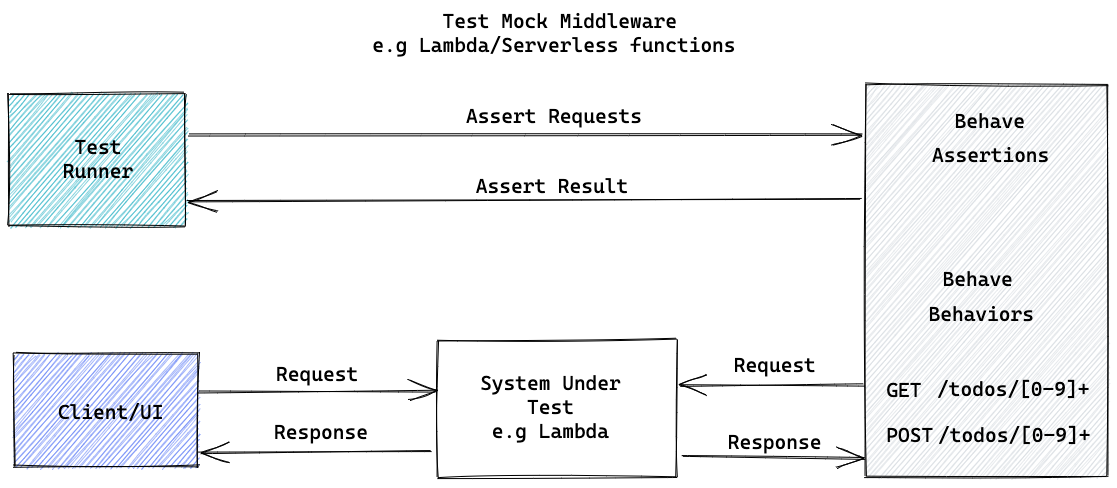 Test Mock Middleware
e.g Lambda/Serverless functions
Test
Runner
Assert Requests
Assert Result
Behave
Assertions
Behave
Behaviors
GET /todos/[0-9]+
POST /todos/[0-9]+
Client/UI
Request
Response
System Under
Test
e.g Lambda
Request
Response